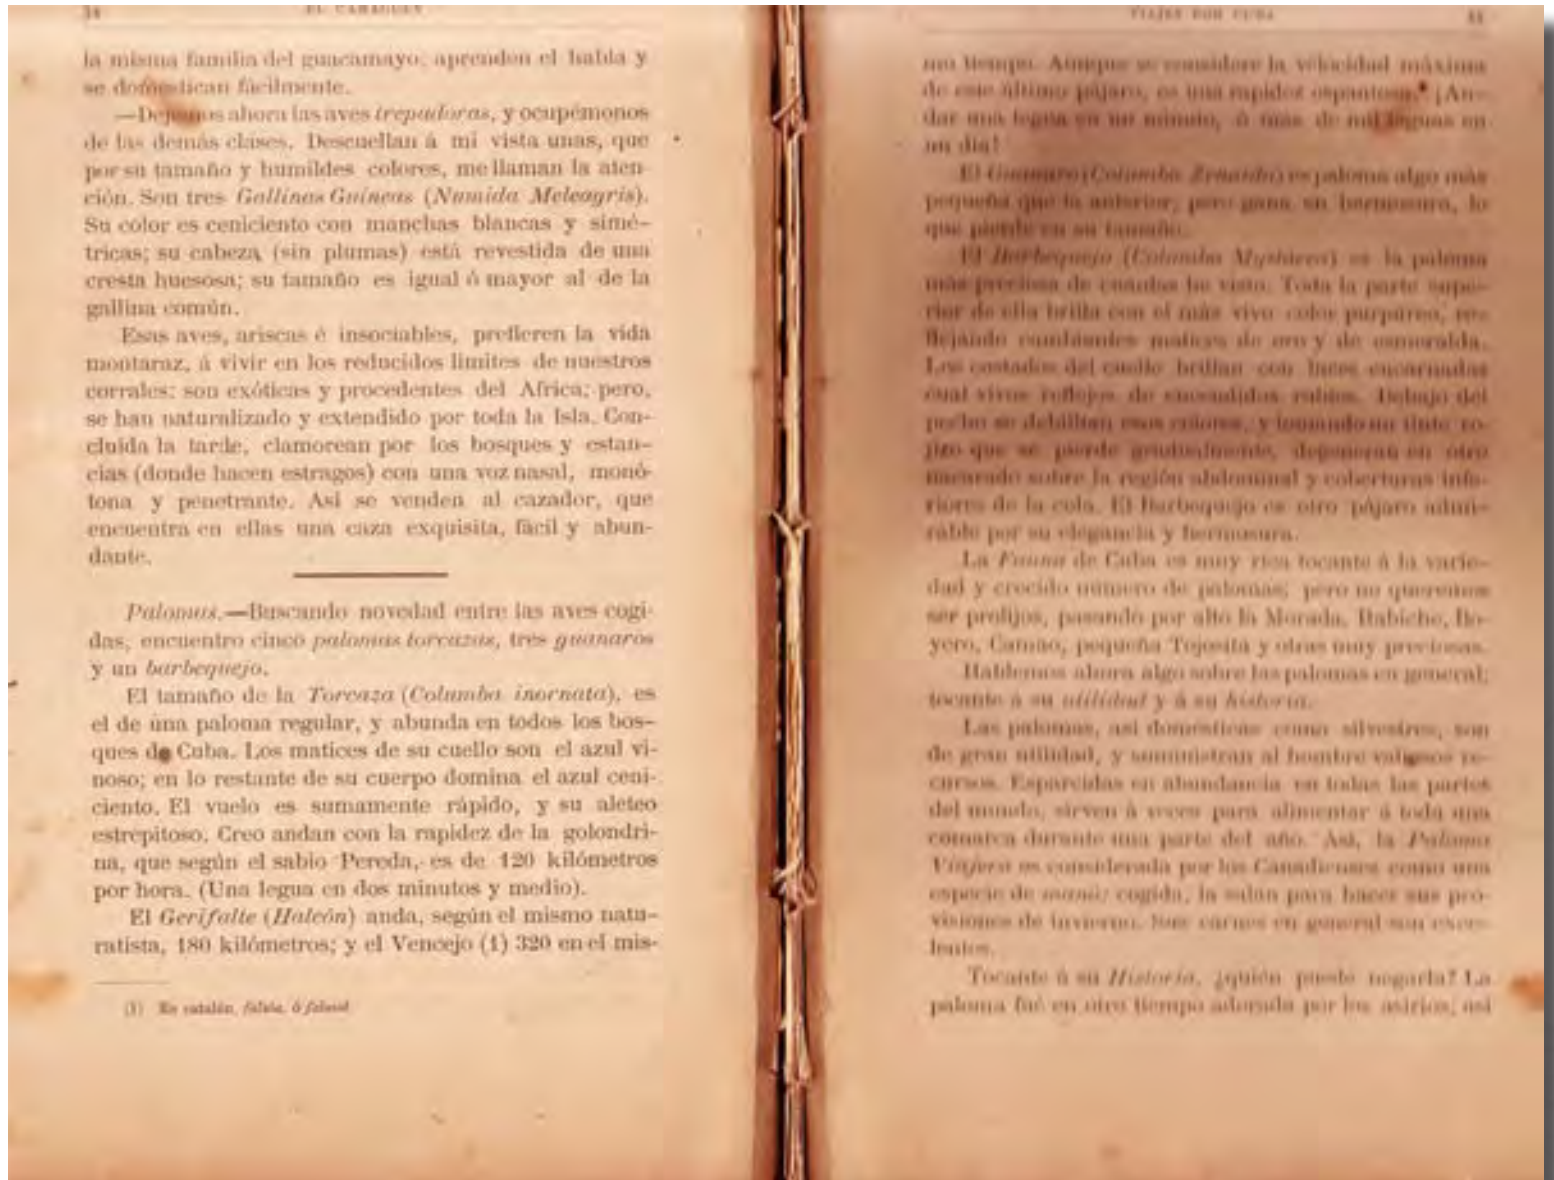 la misma familia del guacamayo, aprenden el habla y
se domestican fácilmente.
—Dejamos ahora las aves trepadoras, y ocupémonos
de las demás clases. Descuellan á mi vista unas, que
por su tamaño y humildes colores, me llaman la aten-
ción. Son tres Gallinas Guineas (Numida Meleagris).
Su color es ceniciento con manchas blancas y simé-
tricas; su cabeza (sin plumas) está revestida de una
cresta huesosa; su tamaño es igual ó mayor al de la
gallina común.
Esas aves, ariscas é insociables, prefieren la vida
montaraz, á vivir en los reducidos límites de nuestros
corrales: son exóticas y procedentes del Africa; pero,
se han naturalizado y extendido por toda la Isla. Con-
cluida la tarde, clamorean por los bosques y estan-
cias (donde hacen estragos) con una voz nasal, monó-
tona y penetrante. Así se venden al cazador, que
encuentra en ellas una caza exquisita, fácil y abun-
dante.
Palomas.—Buscando novedad entre las aves cogi-
das, encuentro cinco palomas torcazas, tres guanaros
y un barbequejo.
El tamaño de la Torcaza (Columba inornata), es
el de una paloma regular, y abunda en todos los bos-
ques de Cuba. Los matices de su cuello son el azul vi-
noso; en lo restante de su cuerpo domina el azul ceni-
ciento. El vuelo es sumamente rápido, y su aleteo
estrepitoso. Creo andan con la rapidez de la golondri-
na, que según el sabio Pereda, es de 120 kilómetros
por hora. (Una legua en dos minutos y medio).
El Gerifalte (Halcón) anda, según el mismo natu-
ratista, 180 kilómetros; y el Vencejo (1) 320 en el mis-
(1) En catalán, falsia, ó
VIAJES POR CUBA
mo tiempo. Aunque se considere la velocidad máxima
de este último pájaro, es una rapidez espantosa. ¡An-
dar una legua en un minuto, ó más de mil leguas en
un día!
El Guanaro (Columba Zenaida) es paloma algo más
pequeña que la anterior, pero gana en hermosura, lo
que pierde en su tamaño.
El Barbequejo (Columba Mystacea) es la paloma
más preciosa de cuantas he visto. Toda la parte supe-
rior de ella brilla con el más vivo color purpúreo, re-
flejando cambiantes matices de oro y de esmeralda.
Los costados del cuello brillan con luces encarnadas
cual vivos reflejos de encendidos rubíes. Debajo del
pecho se debilitan esos colores, y tomando un tinte ro-
jizo que se pierde gradualmente, degeneran en otro
nacarado sobre la región abdominal y coberturas infe-
riores de la cola. El Barbequejo es otro pájaro admi-
rable por su elegancia y hermosura.
La Fauna de Cuba es muy rica tocante á la varie-
dad y crecido número de palomas; pero no queremos
ser prolijos, pasando por alto la Morada, Rabiche, Bo-
yero, Camao, pequeña Tojosita y otras muy preciosas.
Hablemos ahora algo sobre las palomas en general;
tocante á su utilidad y á su historia.
Las palomas, así domésticas como silvestres, son
de gran utilidad, y suministran al hombre valiosos re-
cursos. Esparcidas en abundancia en todas las partes
del mundo, sirven á veces para alimentar á toda una
comarca durante una parte del año. Así, la Paloma
Viajera es considerada por los Canadienses como una
especie de maná; cogida, la salan para hacer sus pro-
visiones de invierno. Sus carnes en general son exce-
lentes.
Tocante á su Historia, ¿quién puede negarla? La
paloma fué en otro tiempo adorada por los asirios, así